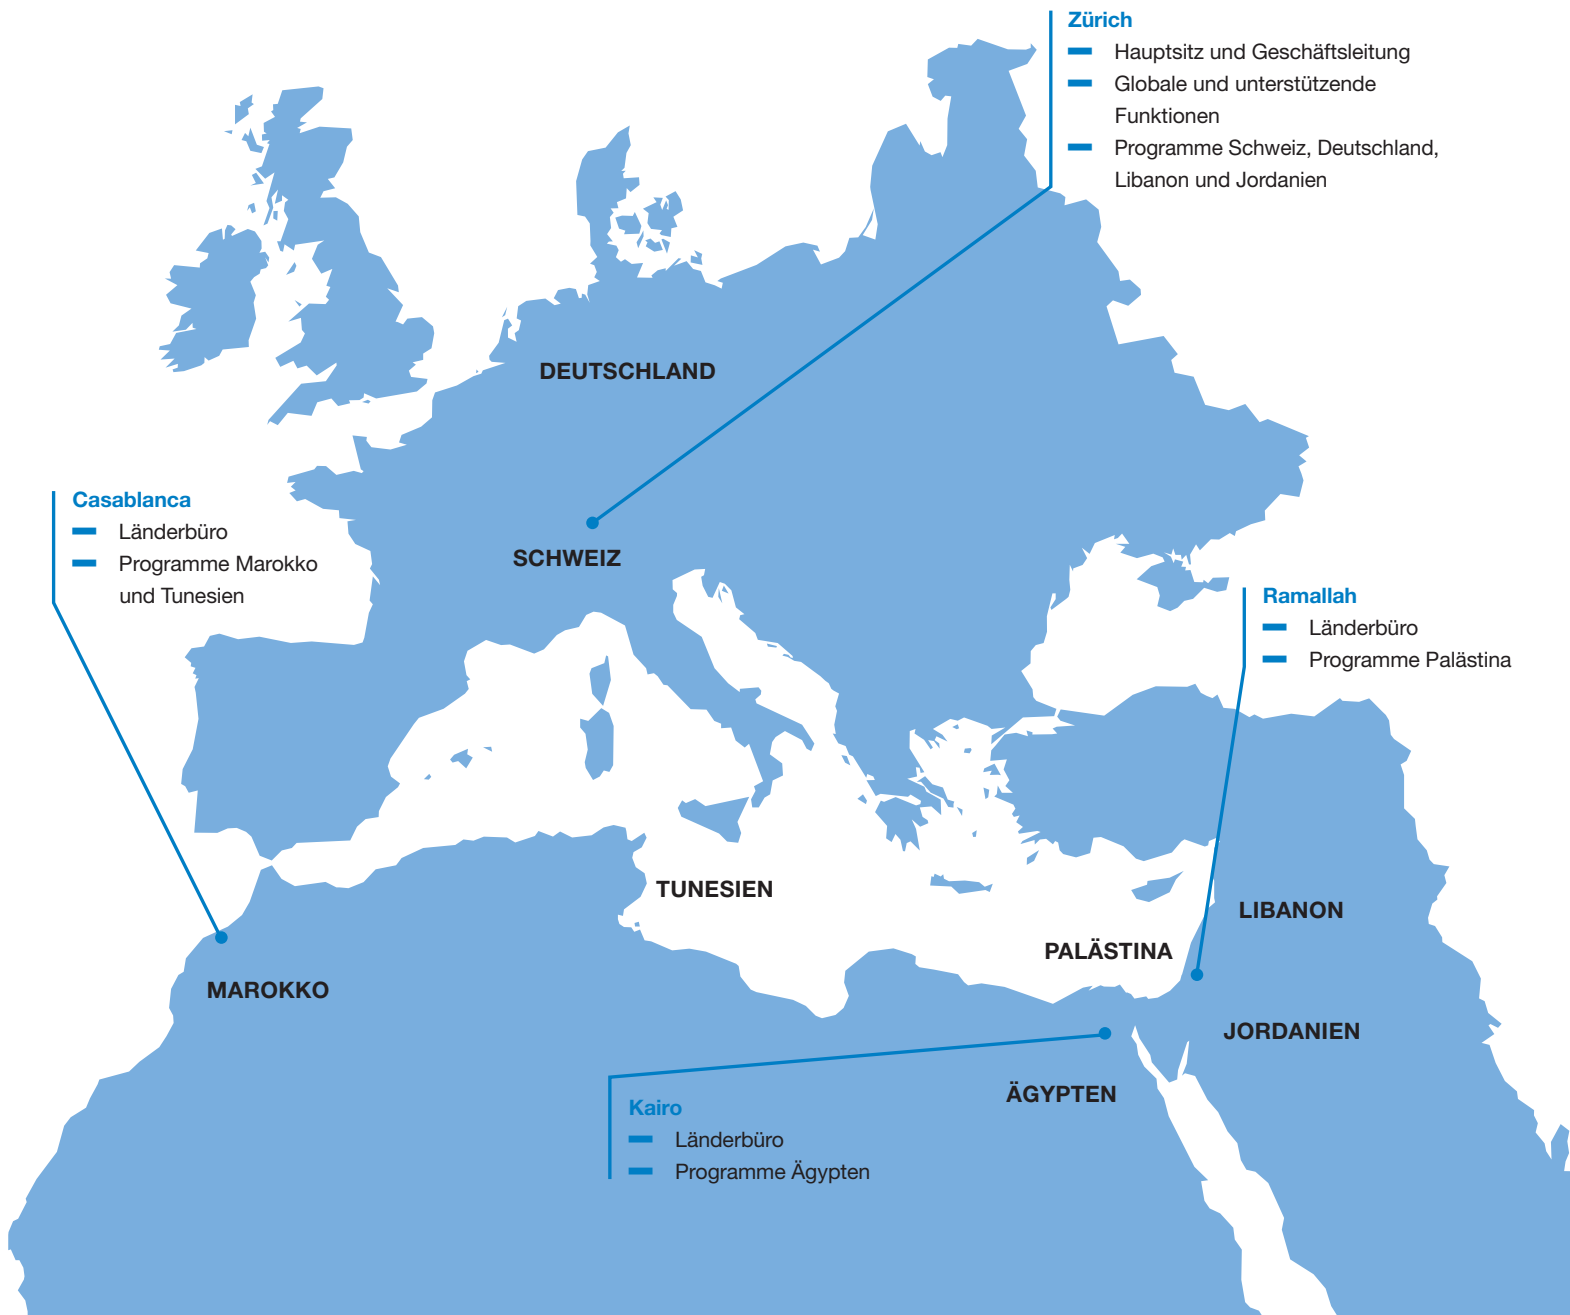 Zürich
Hauptsitz und Geschäftsleitung
Globale und unterstützende
Funktionen
Programme Schweiz, Deutschland,
Libanon und Jordanien
DEUTSCHLAND
Casablanca
Länderbüro
Programme Marokko
und Tunesien
SCHWEIZ
Ramallah
Länderbüro
Programme Palästina
TUNESIEN
LIBANON
PALÄSTINA
MAROKKO
JORDANIEN
ÄGYPTEN
Kairo
Länderbüro
Programme Ägypten